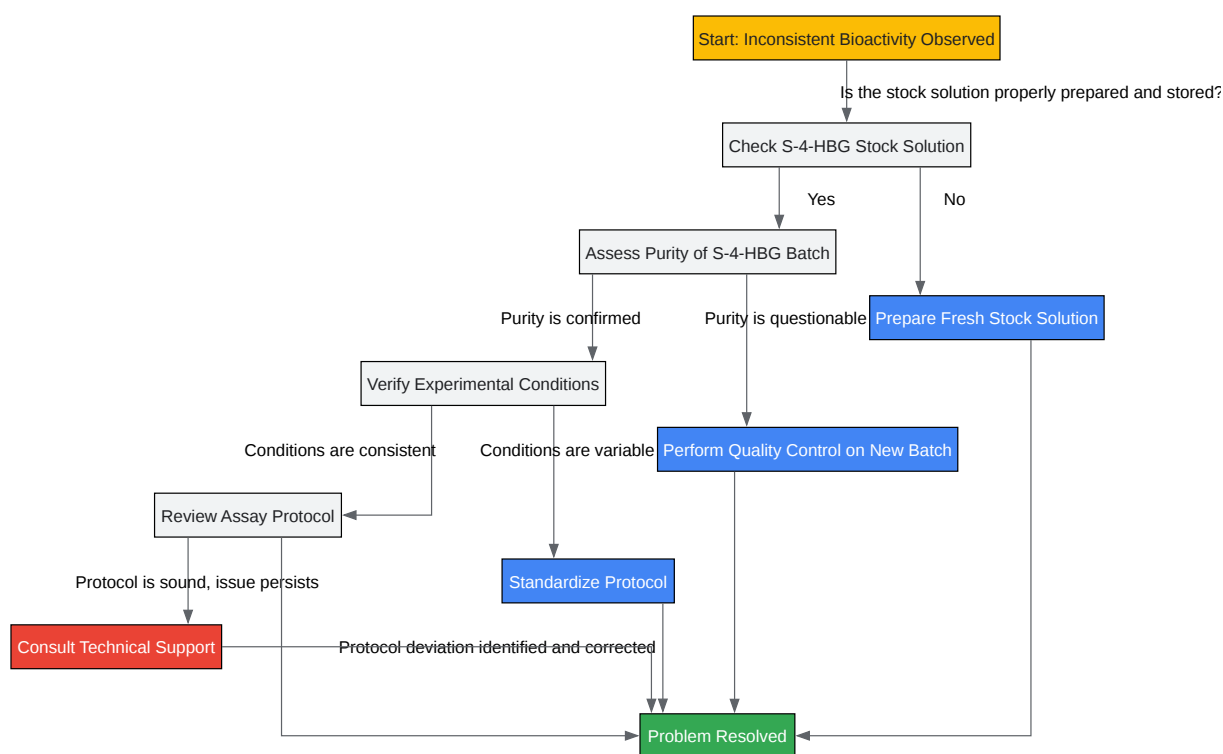 Start: Inconsistent Bioactivity Observed
Is the stock solution properly prepared and stored?
Check S-4-HBG Stock Solution
Yes
No
Assess Purity of S-4-HBG Batch
Purity is confirmed
Purity is questionable
Prepare Fresh Stock Solution
Verify Experimental Conditions
Conditions are consistent
Conditions are variable
Perform Quality Control on New Batch
Review Assay Protocol
Protocol is sound, issue persists
Standardize Protocol
Consult Technical Support
Protocol deviation identified and corrected
Problem Resolved